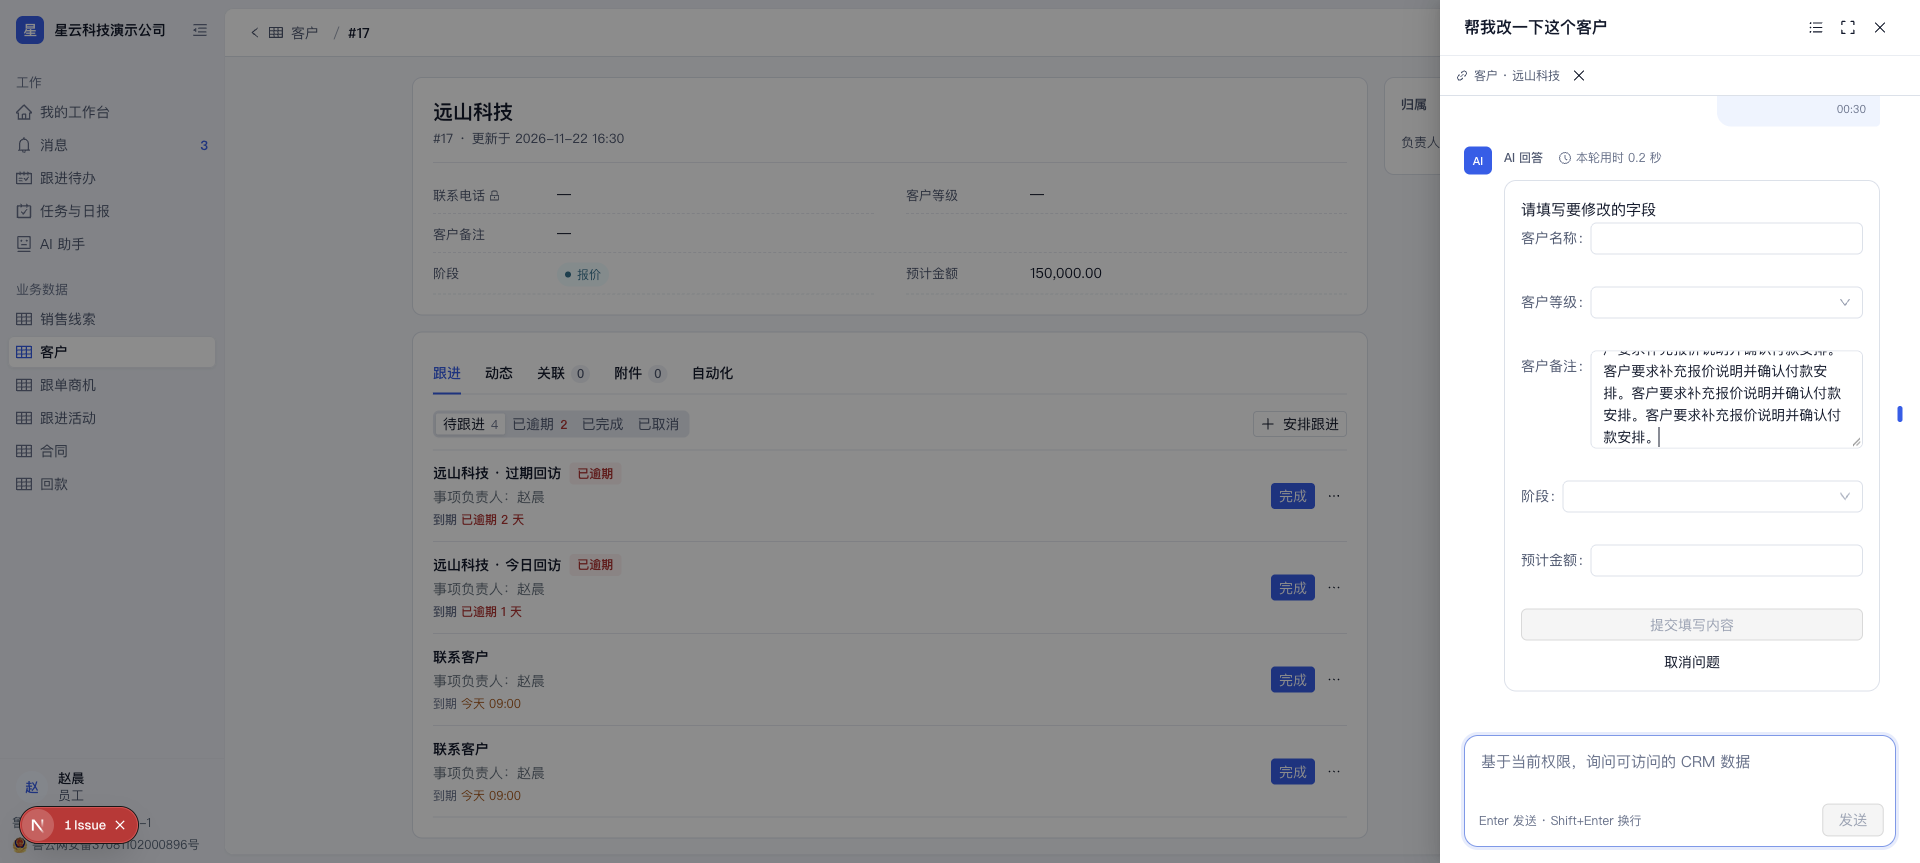 星 星云科技演示公司
工作
我的工作台
消息 3
跟进待办
任务与日报
AI 助手
业务数据
销售线索
客户
跟单商机
跟进活动
合同
回款
赵 赵晨
员工
N 1 Issue
客户 / #17
远山科技
#17 · 更新于 2026-11-22 16:30
联系电话 —
客户等级 —
客户备注 —
阶段 报价
预计金额 150,000.00
归属
负责人
跟进 动态 关联 0 附件 0 自动化
待跟进 4 已逾期 2 已完成 已取消
安排跟进
远山科技 · 过期回访 已逾期
事项负责人：赵晨
到期 已逾期 2 天
完成 ···
远山科技 · 今日回访 已逾期
事项负责人：赵晨
到期 已逾期 1 天
完成 ···
联系客户
事项负责人：赵晨
到期 今天 09:00
完成 ···
联系客户
事项负责人：赵晨
到期 今天 09:00
完成 ···
帮我改一下这个客户
客户 · 远山科技
00:30
AI AI 回答 本轮用时 0.2 秒
请填写要修改的字段
客户名称：
客户等级：
客户备注：
户要求补充报价说明并确认付款安排。
客户要求补充报价说明并确认付款安
排。客户要求补充报价说明并确认付款
安排。客户要求补充报价说明并确认付
款安排。
阶段：
预计金额：
提交填写内容
取消问题
基于当前权限，询问可访问的 CRM 数据
Enter 发送 · Shift+Enter 换行
发送